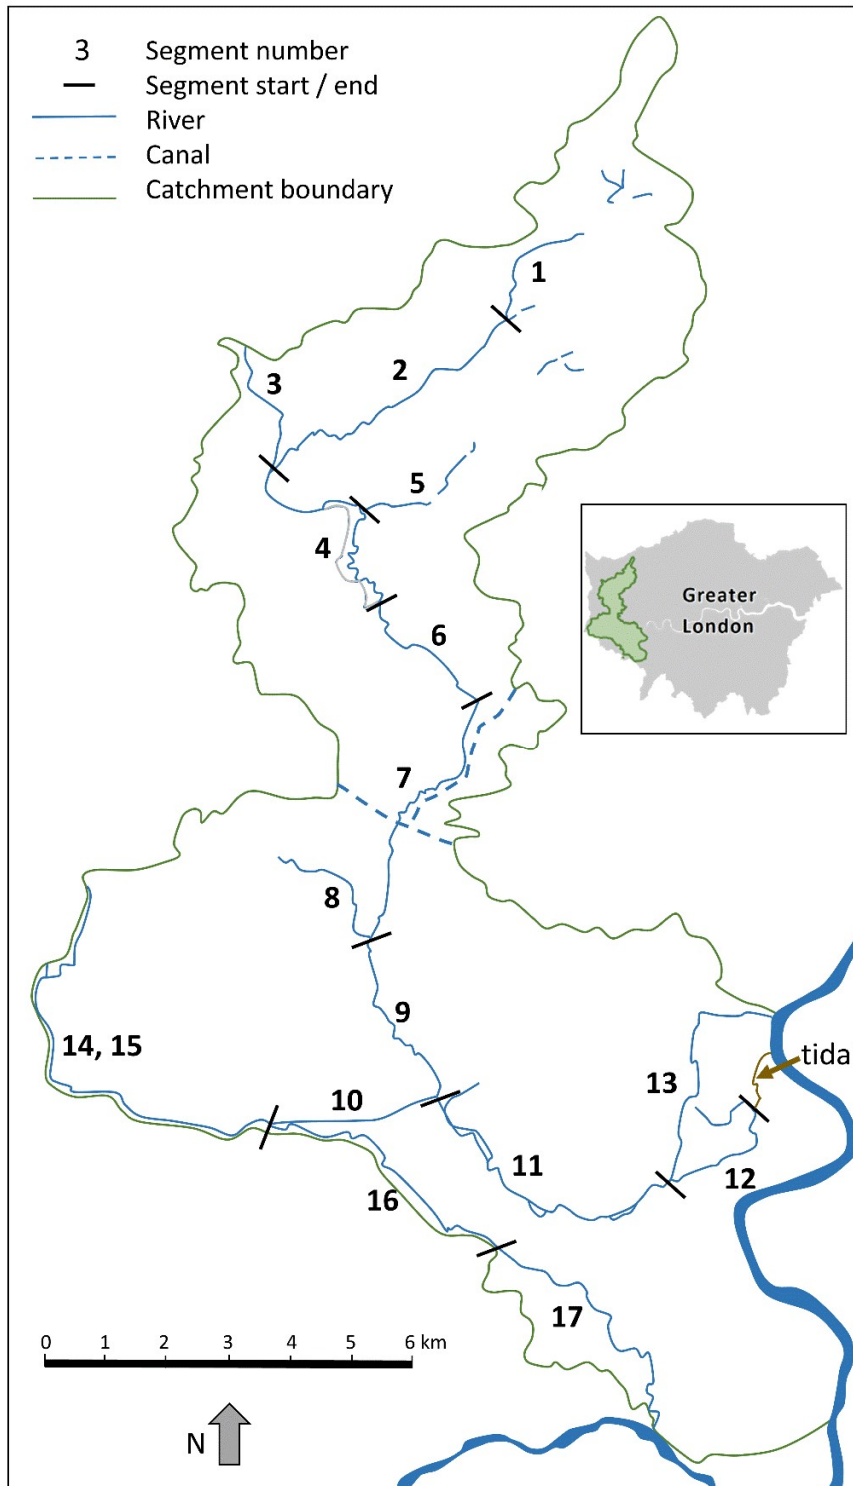 3 Segment number
Segment start / end
River
Canal
Catchment boundary
1
2
3
5
4
Greater
London
6
7
8
9
tida
14, 15
13
10
11
12
16
17
0 1 2 3 4 5 6 km
N